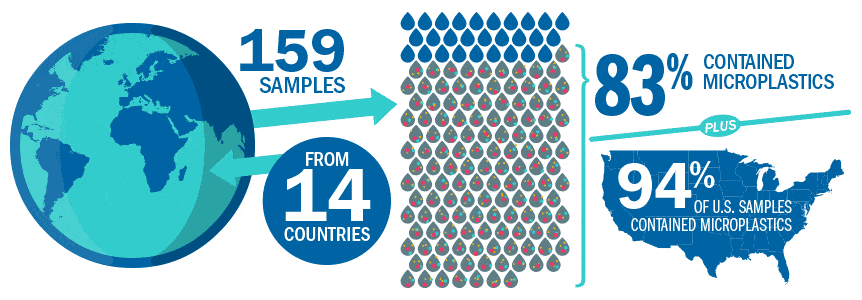 159
SAMPLES
FROM
14
COUNTRIES
83%
CONTAINED
MICROPLASTICS
PLUS
94%
OF U.S. SAMPLES
CONTAINED MICROPLASTICS